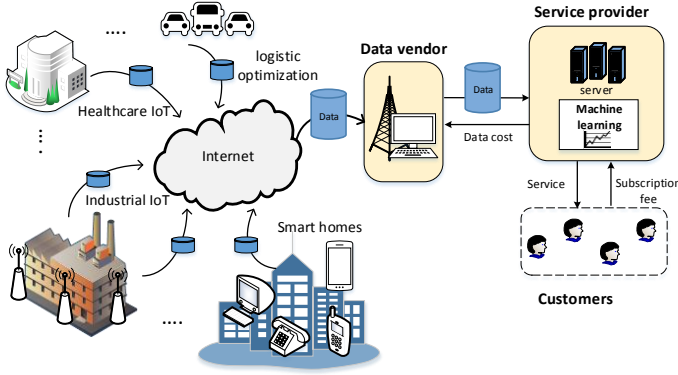 ....
logistic
optimization
Healthcare IoT
...
Internet
Industrial IoT
Smart homes
....
Data
Data vendor
Data
Data cost
Service provider
server
Machine
learning
Service
Subscription
fee
Customers